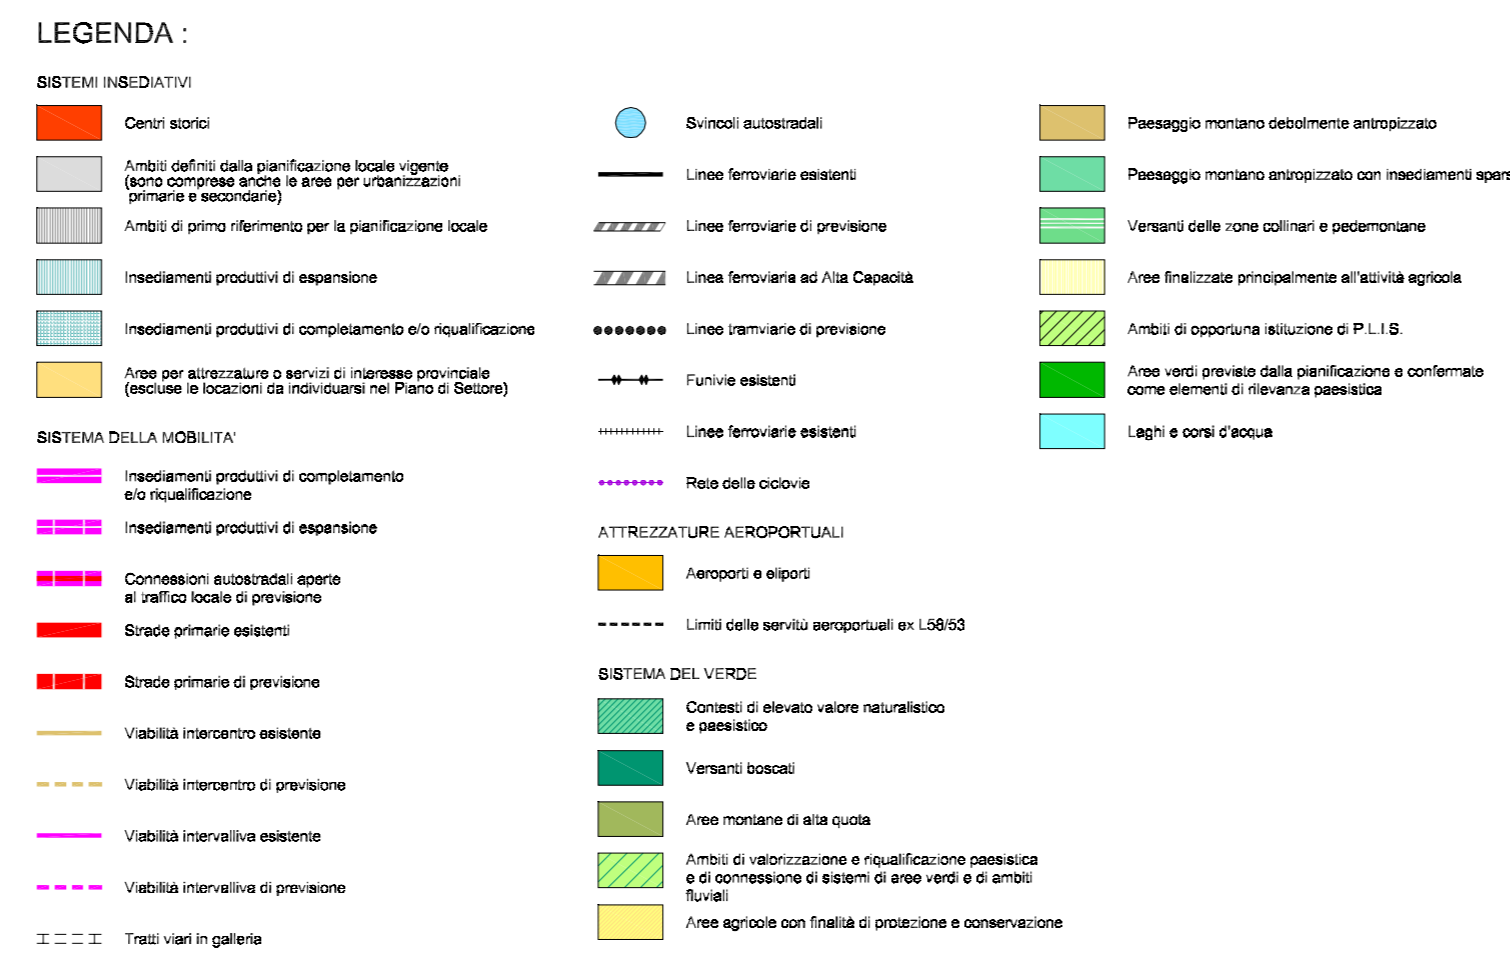 LEGENDA :
SISTEMI INSEDIATIVI
Centri storici
Ambiti definiti dalla pianificazione locale vigente
(sono comprese anche le aree per urbanizzazioni
primarie e secondarie)
Ambiti di primo riferimento per la pianificazione locale
Insediamenti produttivi di espansione
Insediamenti produttivi di completamento e/o riqualificazione
Aree per attrezzature o servizi di interesse provinciale
(escluse le locazioni da individuarsi nel Piano di Settore)
SISTEMA DELLA MOBILITA'
Insediamenti produttivi di completamento
e/o riqualificazione
Insediamenti produttivi di espansione
Connessioni autostradali aperte
al traffico locale di previsione
Strade primarie esistenti
Strade primarie di previsione
Viabilità intercentro esistente
Viabilità intercentro di previsione
Viabilità intervalliva esistente
Viabilità intervalliva di previsione
Tratti viari in galleria
Svincoli autostradali
Linee ferroviarie esistenti
Linee ferroviarie di previsione
Linea ferroviaria ad Alta Capacità
Linee tramviarie di previsione
Funivie esistenti
Linee ferroviarie esistenti
Rete delle ciclovie
ATTREZZATURE AEROPORTUALI
Aeroporti e eliporti
Limiti delle servitù aeroportuali ex L58/53
SISTEMA DEL VERDE
Contesti di elevato valore naturalistico
e paesistico
Versanti boscati
Aree montane di alta quota
Ambiti di valorizzazione e riqualificazione paesistica
e di connessione di sistemi di aree verdi e di ambiti
fluviali
Aree agricole con finalità di protezione e conservazione
Paesaggio montano debolmente antropizzato
Paesaggio montano antropizzato con insediamenti spars
Versanti delle zone collinari e pedemontane
Aree finalizzate principalmente all'attività agricola
Ambiti di opportuna istituzione di P.L.I.S.
Aree verdi previste dalla pianificazione e confermate
come elementi di rilevanza paesistica
Laghi e corsi d'acqua